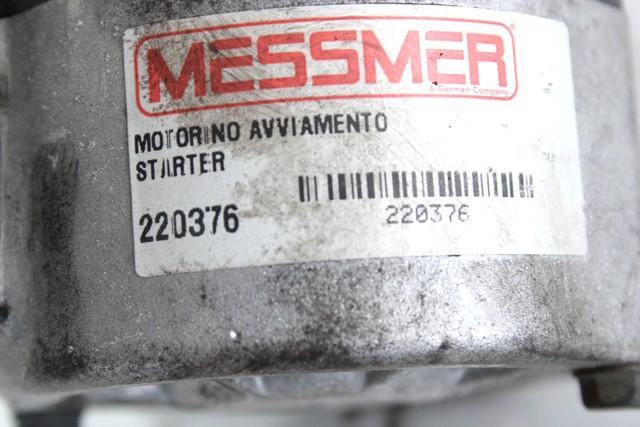 MESSMER
A German Company
MOTORINO AVVIAMENTO
STARTER
220376
220376